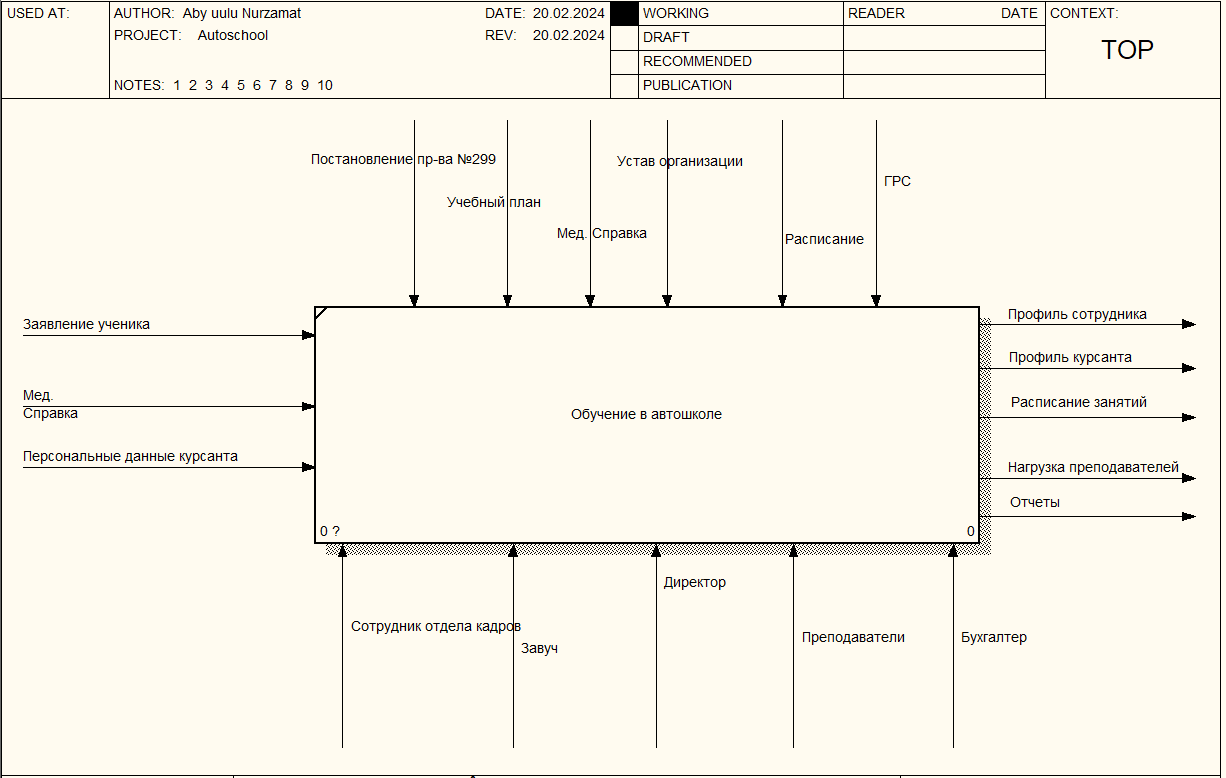 USED AT:
AUTHOR: Aby uulu Nurzamat
DATE: 20.02.2024
WORKING
READER
DATE
CONTEXT:
PROJECT: Autoschool
REV: 20.02.2024
DRAFT
TOP
RECOMMENDED
NOTES: 1 2 3 4 5 6 7 8 9 10
PUBLICATION
Постановление пр-ва №299
Устав организации
ГРС
Учебный план
Мед. Справка
Расписание
Заявление ученика
Мед.
Справка
Персональные данные курсанта
Обучение в автошколе
0 ?
0
Профиль сотрудника
Профиль курсанта
Расписание занятий
Нагрузка преподавателей
Отчеты
Директор
Сотрудник отдела кадров
Завуч
Преподаватели
Бухгалтер